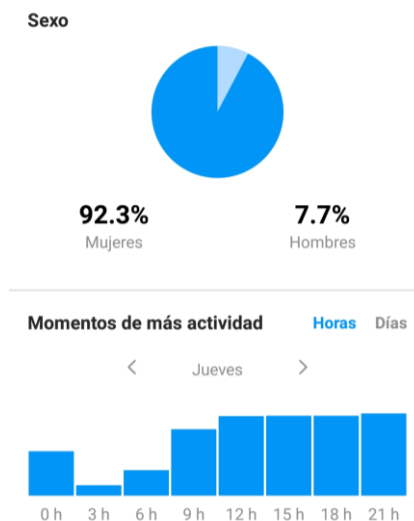 Sexo
92.3% 7.7%
Mujeres Hombres
Momentos de más actividad Horas Días
Jueves
0 h 3 h 6 h 9 h 12 h 15 h 18 h 21 h